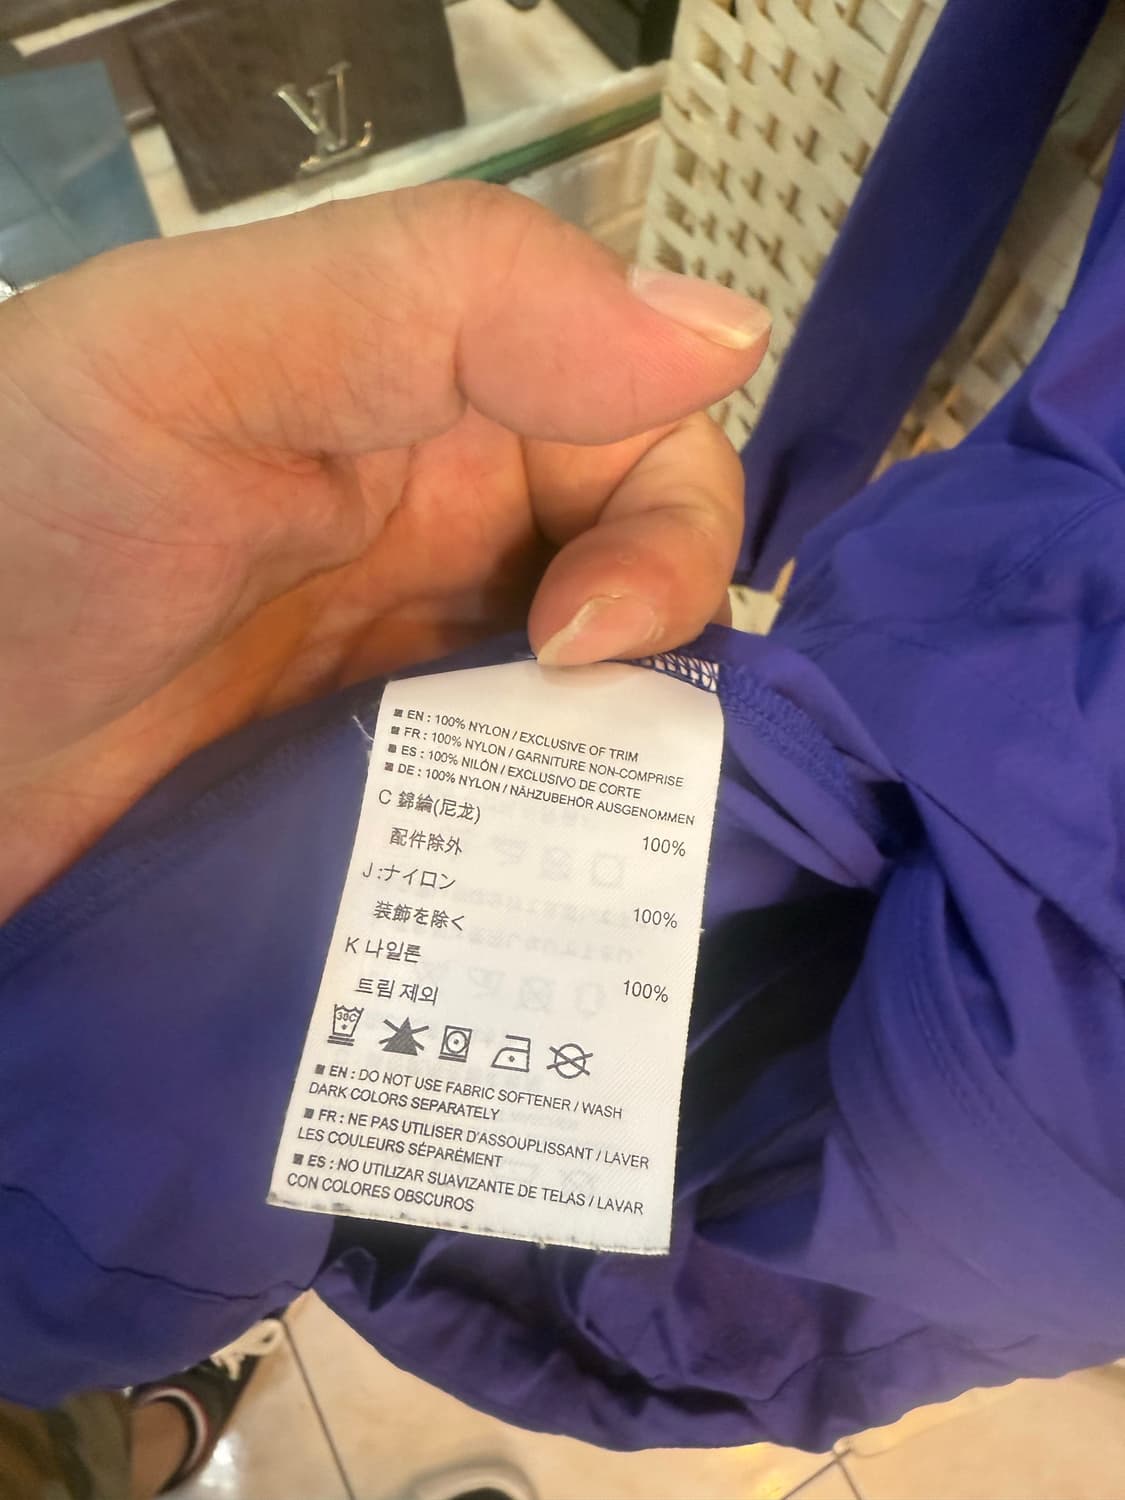 LV
■ EN : 100% NYLON / EXCLUSIVE OF TRIM
■ FR : 100% NYLON / GARNITURE NON-COMPRISE
■ ES : 100% NILÓN / EXCLUSIVO DE CORTE
■ DE : 100% NYLON / NÄHZUBEHÖR AUSGENOMMEN
C 錦綸(尼龙) 100%
配件除外
J :ナイロン 100%
装飾を除く
K 나일론 100%
트림 제외
30C
■ EN : DO NOT USE FABRIC SOFTENER / WASH
DARK COLORS SEPARATELY
■ FR : NE PAS UTILISER D'ASSOUPLISSANT / LAVER
LES COULEURS SÉPARÉMENT
■ ES : NO UTILIZAR SUAVIZANTE DE TELAS / LAVAR
CON COLORES OBSCUROS